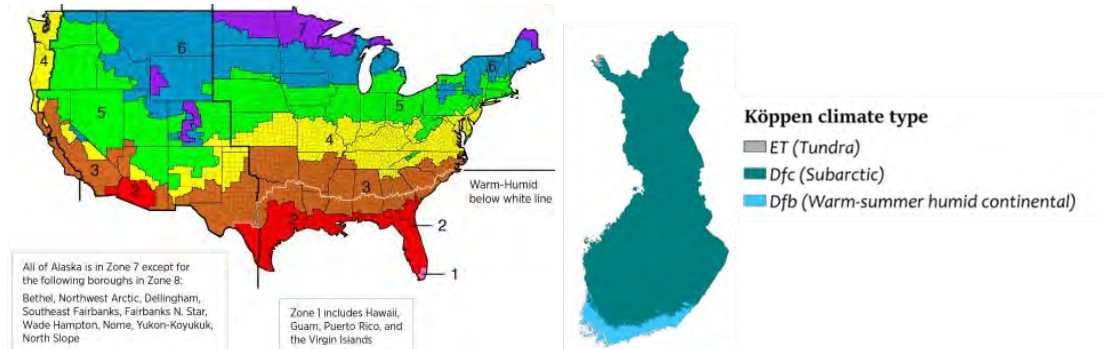 7
6
4
6
5
5
4
3
3
Warm-Humid
below white line
2
2
2
1
All of Alaska is in Zone 7 except for
the following boroughs in Zone 8:
Bethel, Northwest Arctic, Dellingham,
Southeast Fairbanks, Fairbanks N. Star,
Wade Hampton, Nome, Yukon-Koyukuk,
North Slope
Zone 1 includes Hawaii,
Guam, Puerto Rico, and
the Virgin Islands
Köppen climate type
ET (Tundra)
Dfc (Subarctic)
Dfb (Warm-summer humid continental)